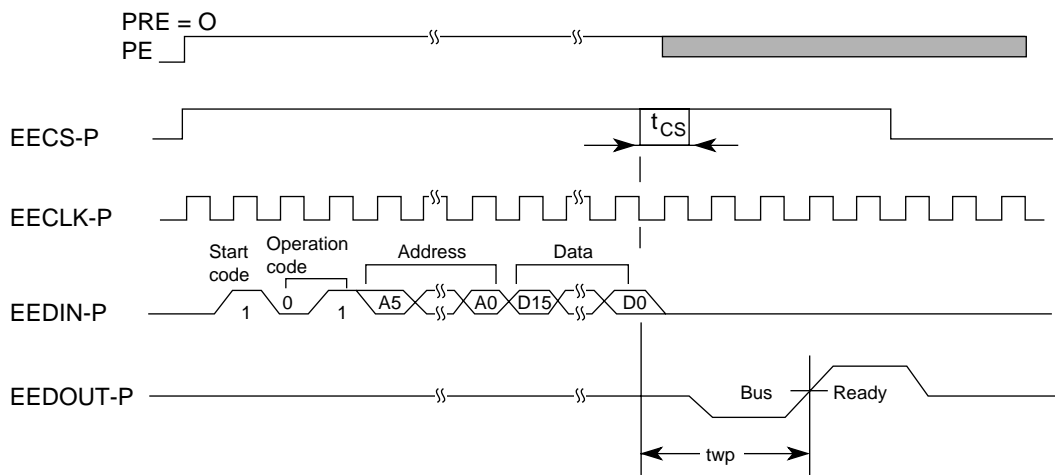 PRE = O
PE
EECS-P
tCS
EECLK-P
Start code
Operation code
Address
Data
EEDIN-P
1
0
1
A5
A0
D15
D0
EEDOUT-P
Bus
Ready
twp